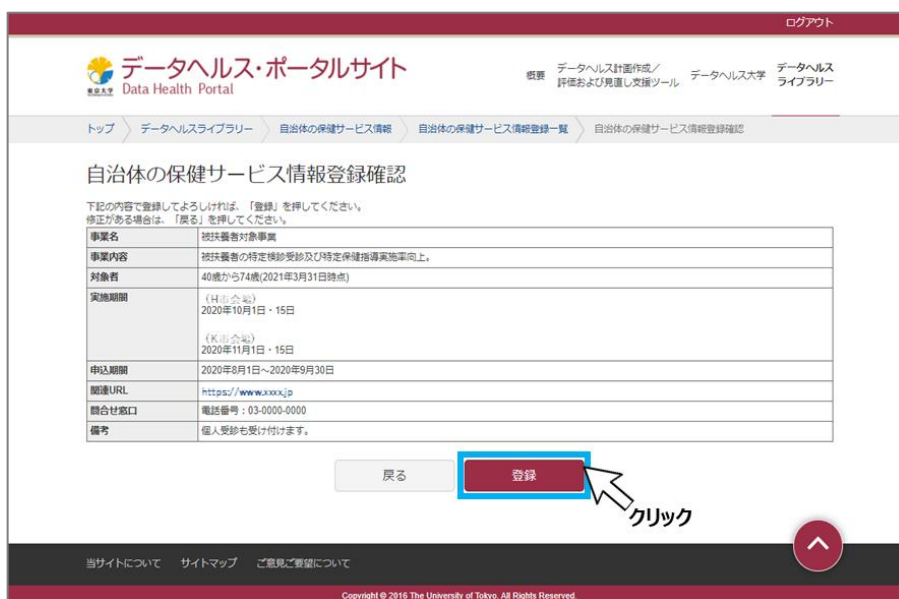 ログアウト
データヘルス・ポータルサイト
東京大学
Data Health Portal
概要
データヘルス計画作成／
評価および見直し支援ツール
データヘルス大学
データヘルス
ライブラリー
トップ
データヘルスライブラリー
自治体の保健サービス情報
自治体の保健サービス情報登録一覧
自治体の保健サービス情報登録確認
自治体の保健サービス情報登録確認
下記の内容で登録してよろしければ、「登録」を押してください。
修正がある場合は、「戻る」を押してください。
事業名 被扶養者対象事業
事業内容 被扶養者の特定検診受診及び特定保健指導実施率向上。
対象者 40歳から74歳(2021年3月31日時点)
実施期間 （H市会場）
2020年10月1日・15日
（K市会場）
2020年11月1日・15日
申込期間 2020年8月1日～2020年9月30日
関連URL https://www.xxxx.jp
問合せ窓口 電話番号：03-0000-0000
備考 個人受診も受け付けます。
戻る
登録
クリック
当サイトについて サイトマップ ご意見ご要望について
Copyright © 2016 The University of Tokyo. All Rights Reserved.